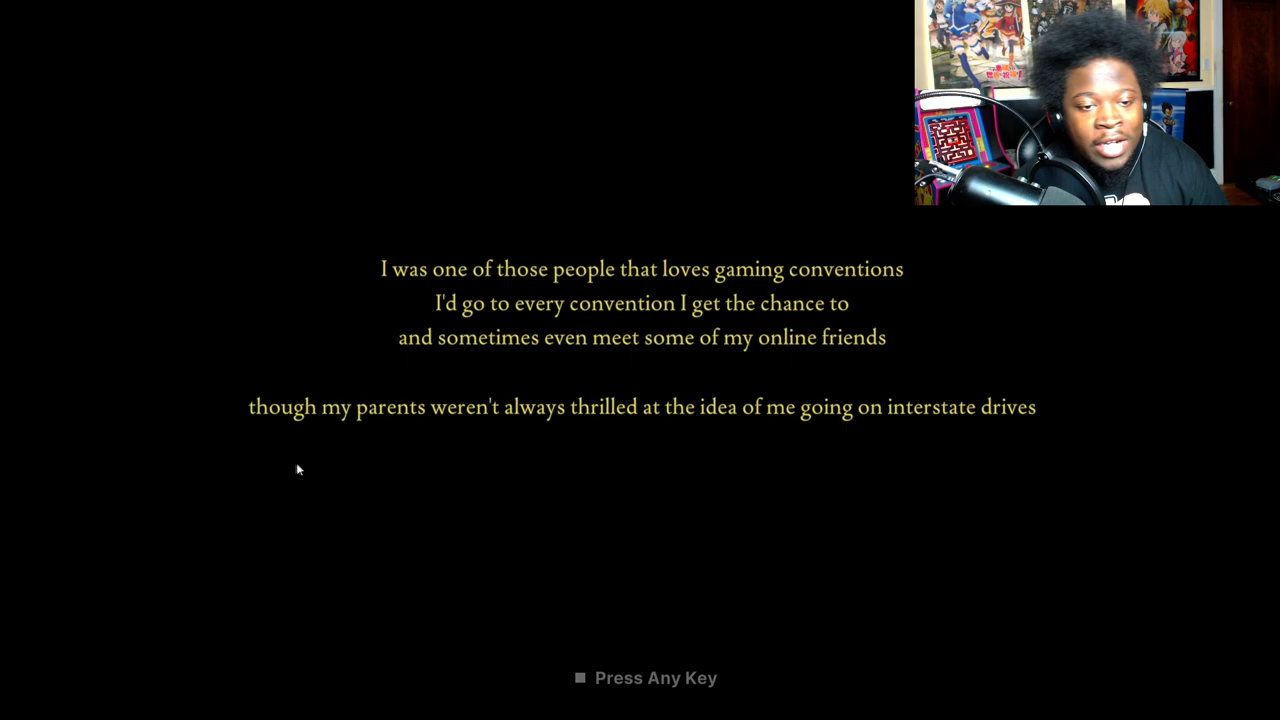 I was one of those people that loves gaming conventions
I'd go to every convention I get the chance to
and sometimes even meet some of my online friends
though my parents weren't always thrilled at the idea of me going on interstate drives
Press Any Key